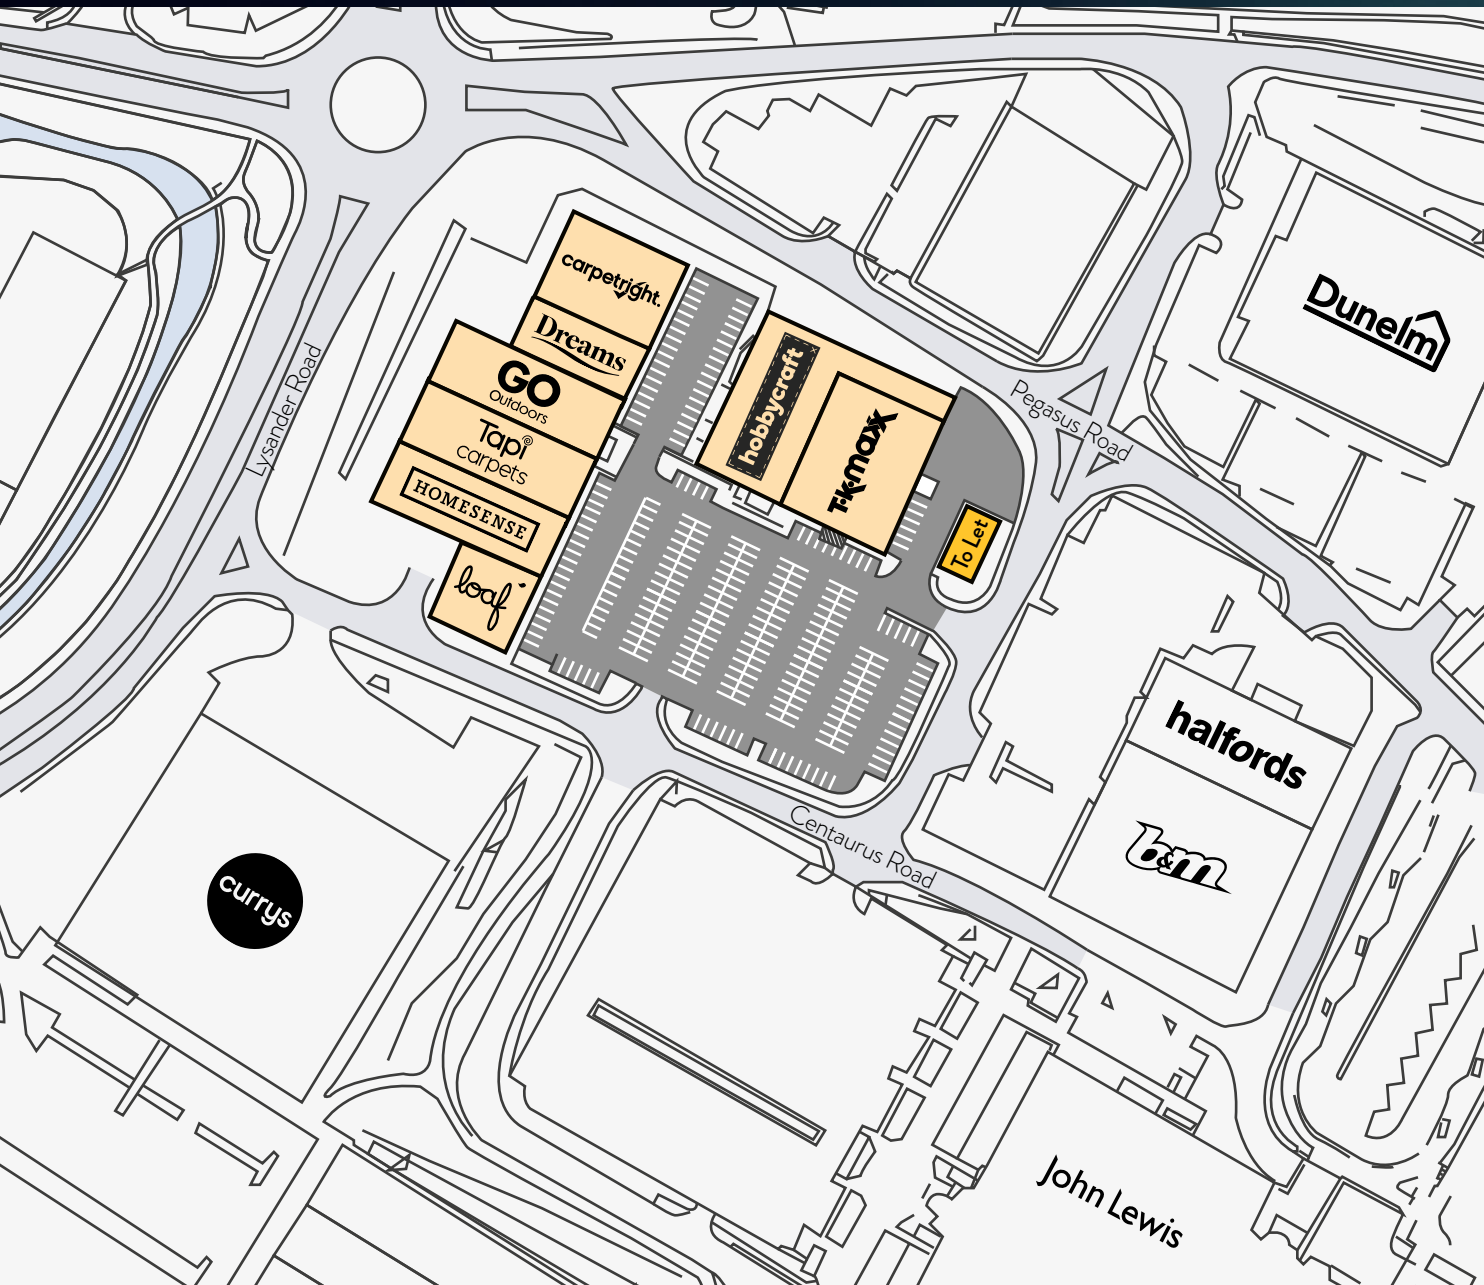 carpetright.
Dreams
GO
Outdoors
Tapi
carpets
HOMESENSE
loaf
hobbycraft
TK-maxx
To Let
Dunelm
Lysander Road
Pegasus Road
halfords
b&m
Centaurus Road
currys
John Lewis